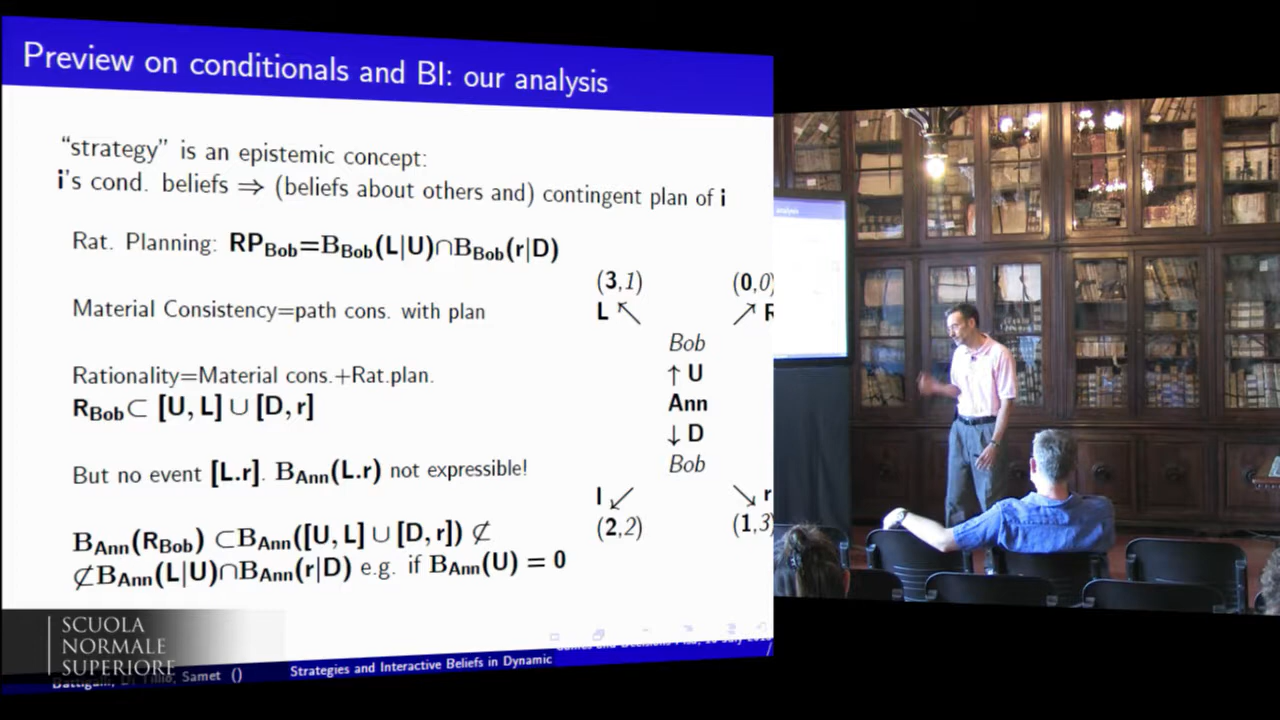 Preview on conditionals and BI: our analysis
“strategy” is an epistemic concept:
i's cond. beliefs ⇒ (beliefs about others and) contingent plan of i
Rat. Planning: RP_Bob=B_Bob(L|U)∩B_Bob(r|D)
(3,1) (0,0)
Material Consistency=path cons. with plan
L ↖ ↗ R
Bob
Rationality=Material cons.+Rat.plan.
↑ U
R_Bob⊂ [U, L] ∪ [D, r]
Ann
↓ D
But no event [L.r]. B_Ann(L.r) not expressible!
Bob
l ↙ ↘ r
B_Ann(R_Bob) ⊂B_Ann([U, L] ∪ [D, r]) ⊄
(2,2) (1,3)
⊄B_Ann(L|U)∩B_Ann(r|D) e.g. if B_Ann(U) = 0
SCUOLA
NORMALE
SUPERIORE
Samet ()
Strategies and Interactive Beliefs in Dynamic
analysis